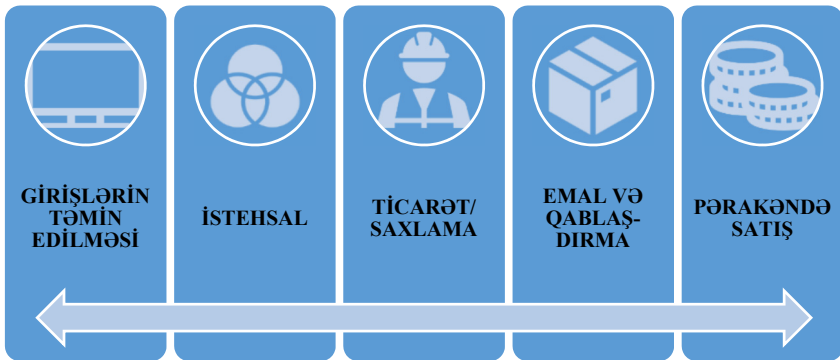 GİRİŞLƏRİN
TƏMİN
EDİLMƏSİ
İSTEHSAL
TİCARƏT/
SAXLAMA
EMAL VƏ
QABLAŞ-
DIRMA
PƏRAKƏNDƏ
SATIŞ